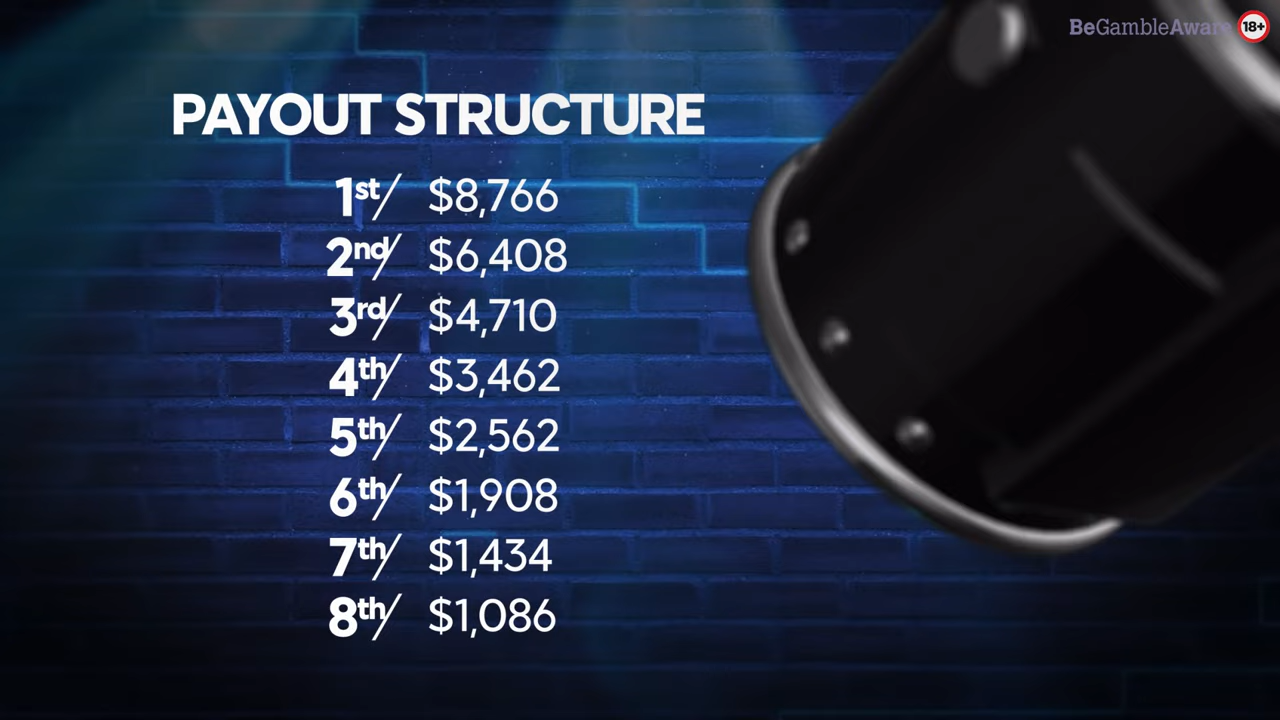 BeGambleAware 18+
PAYOUT STRUCTURE
1st/ $8,766
2nd/ $6,408
3rd/ $4,710
4th/ $3,462
5th/ $2,562
6th/ $1,908
7th/ $1,434
8th/ $1,086